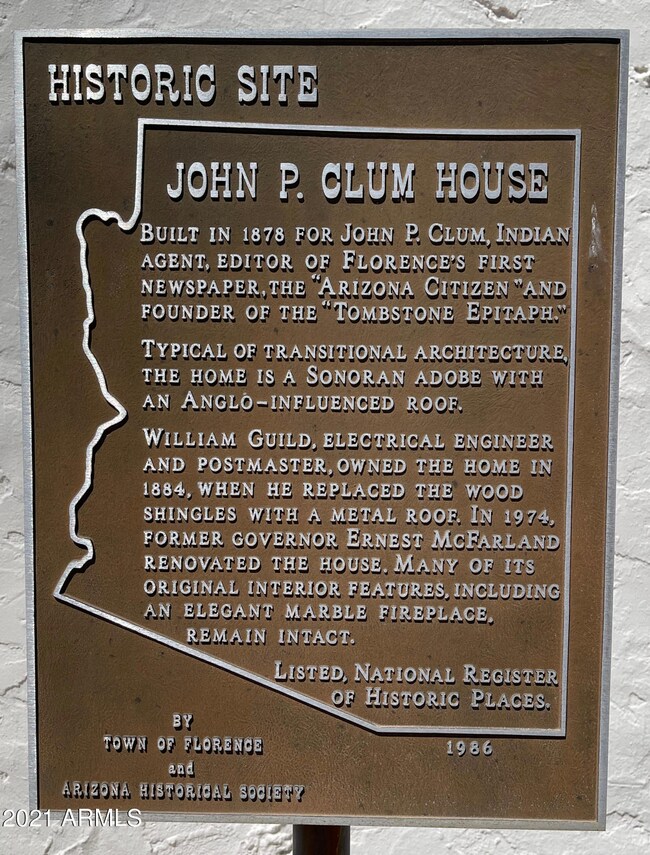 HISTORIC SITE
JOHN P. CLUM HOUSE
BUILT IN 1878 FOR JOHN P. CLUM, INDIAN
AGENT, EDITOR OF FLORENCE'S FIRST
NEWSPAPER, THE "ARIZONA CITIZEN" AND
FOUNDER OF THE "TOMBSTONE EPITAPH."
TYPICAL OF TRANSITIONAL ARCHITECTURE,
THE HOME IS A SONORAN ADOBE WITH
AN ANGLO-INFLUENCED ROOF.
WILLIAM GUILD, ELECTRICAL ENGINEER
AND POSTMASTER, OWNED THE HOME IN
1884, WHEN HE REPLACED THE WOOD
SHINGLES WITH A METAL ROOF. IN 1974,
FORMER GOVERNOR ERNEST MCFARLAND
RENOVATED THE HOUSE. MANY OF ITS
ORIGINAL INTERIOR FEATURES, INCLUDING
AN ELEGANT MARBLE FIREPLACE,
REMAIN INTACT.
LISTED, NATIONAL REGISTER
OF HISTORIC PLACES.
BY
TOWN OF FLORENCE
and
ARIZONA HISTORICAL SOCIETY
1986
2021 ARMLS